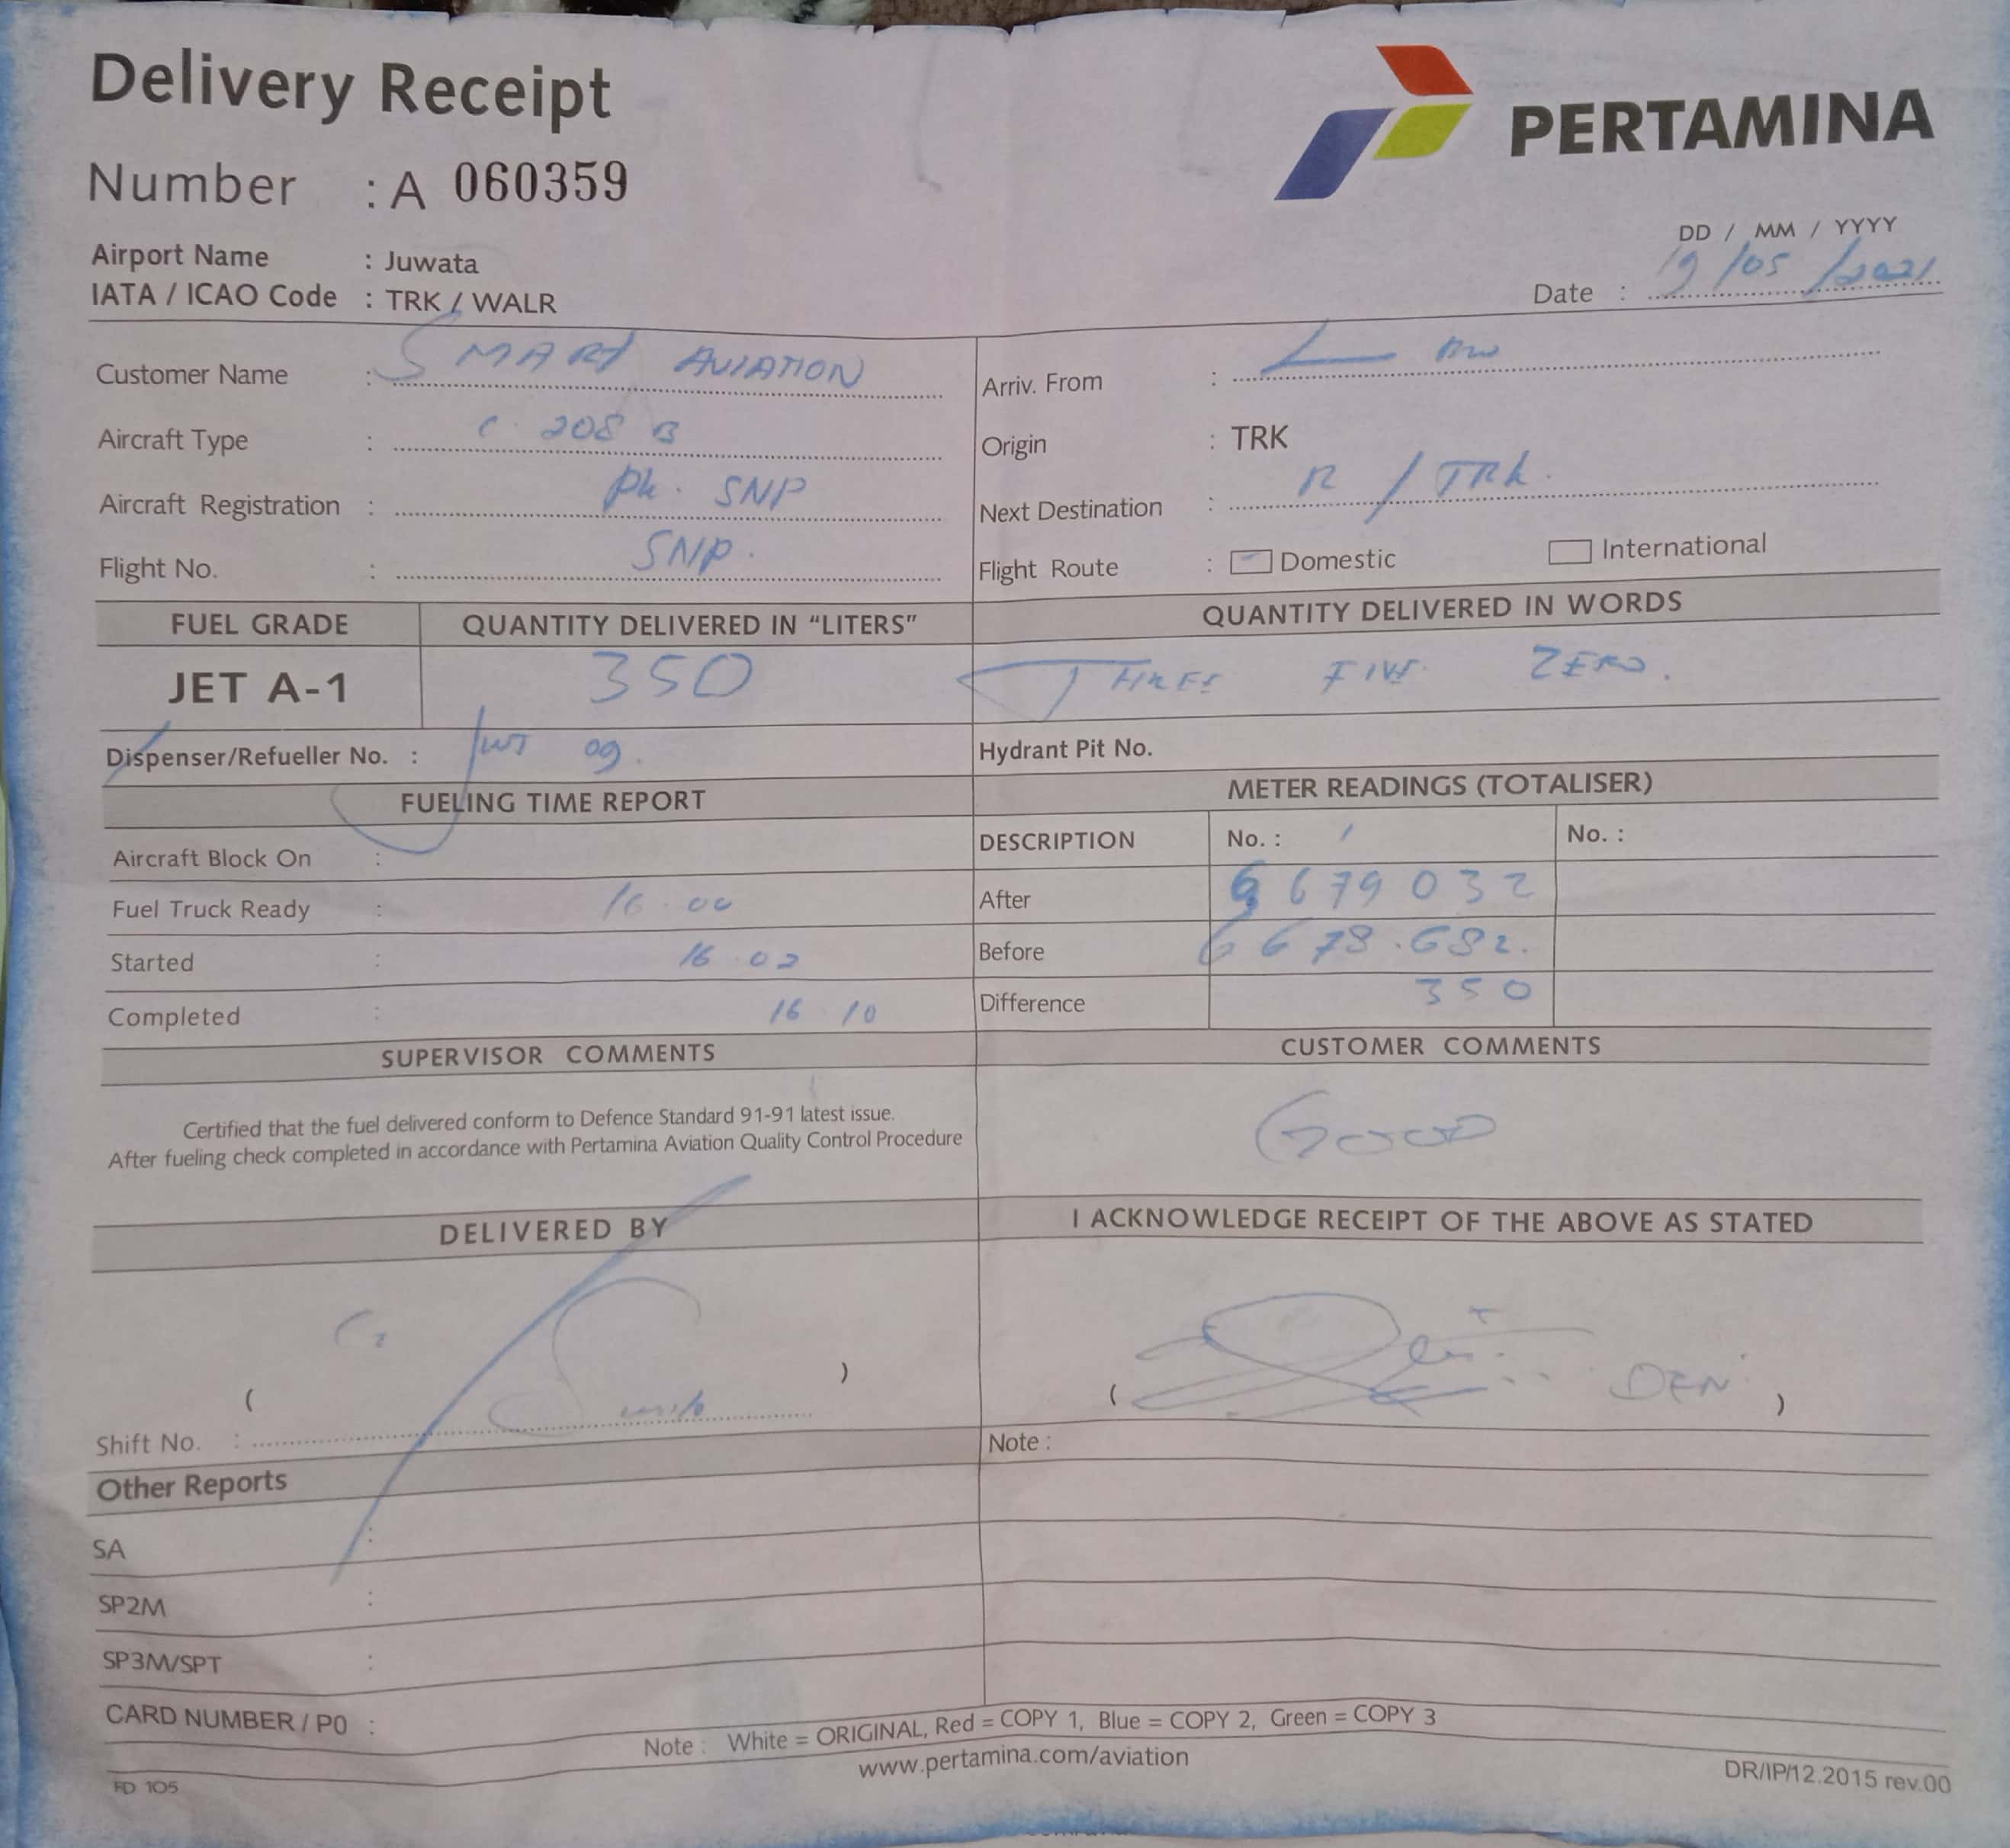 Delivery Receipt
PERTAMINA
Number : A 060359
DD / MM / YYYY
Airport Name : Juwata
Date : 19/05/2021
IATA / ICAO Code : TRK / WALR
Customer Name : SMART AVIATION
Arriv. From :
Aircraft Type : C 208 B
Origin : TRK
Aircraft Registration : PK. SNP
Next Destination : R / TRK.
Flight No. : SNP.
Flight Route : Domestic International
FUEL GRADE QUANTITY DELIVERED IN "LITERS" QUANTITY DELIVERED IN WORDS
JET A-1 350 THREE FIVE ZERO.
Dispenser/Refueller No. : 09.
Hydrant Pit No.
FUELING TIME REPORT METER READINGS (TOTALISER)
Aircraft Block On :
DESCRIPTION No. : 1 No. :
Fuel Truck Ready : 16.00
After 6679032
Started : 16.02
Before 6678.682.
Completed : 16 10
Difference 350
SUPERVISOR COMMENTS CUSTOMER COMMENTS
Certified that the fuel delivered conform to Defence Standard 91-91 latest issue.
After fueling check completed in accordance with Pertamina Aviation Quality Control Procedure
GOOD
DELIVERED BY I ACKNOWLEDGE RECEIPT OF THE ABOVE AS STATED
( )
( DEN )
Shift No. :
Note :
Other Reports
SA :
SP2M :
SP3M/SPT :
CARD NUMBER / P0 :
Note : White = ORIGINAL, Red = COPY 1, Blue = COPY 2, Green = COPY 3
www.pertamina.com/aviation
FD 105
DR/IP/12.2015 rev.00